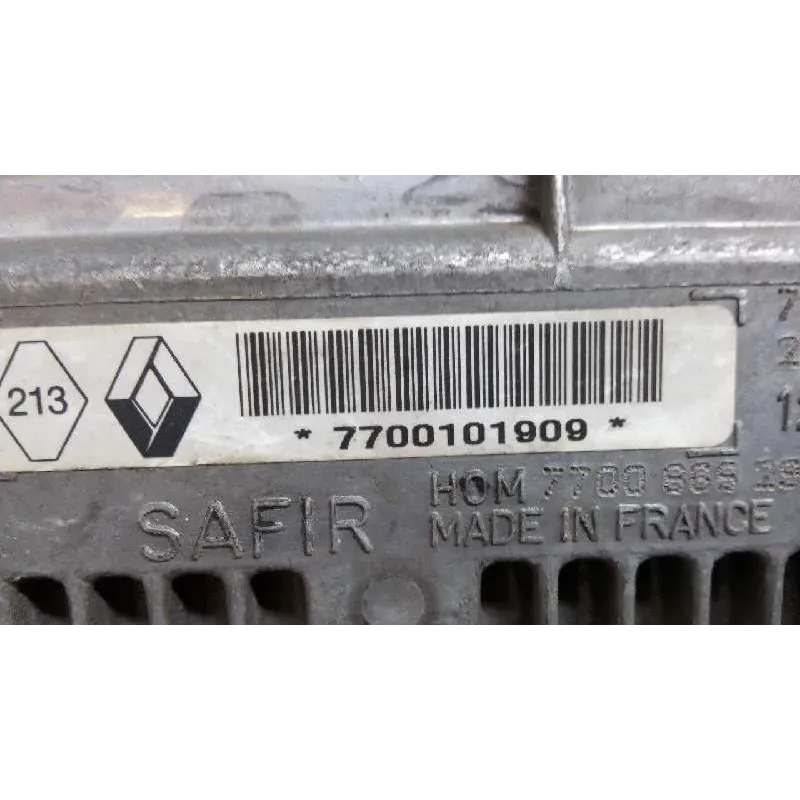 213
* 7700101909 *
SAFIR
HOM 7700
MADE IN FRANCE